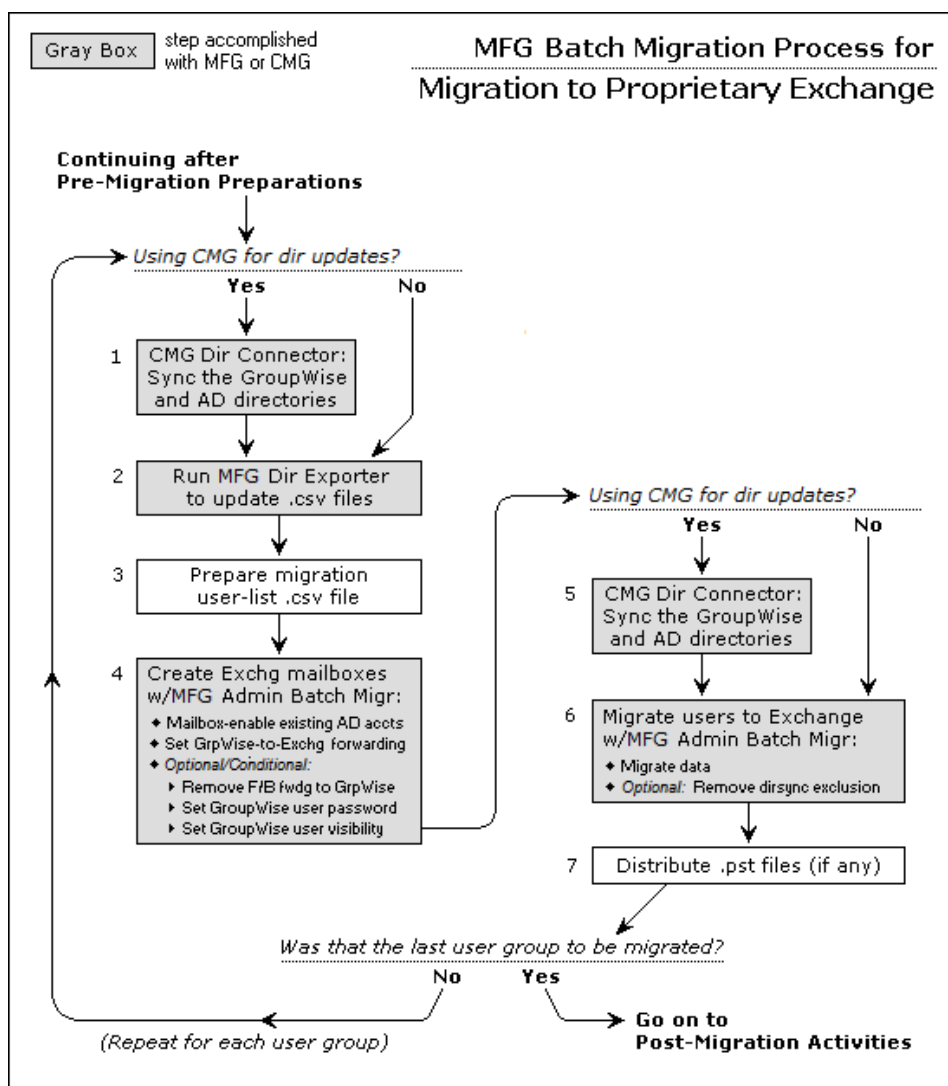 Gray Box
step accomplished
with MFG or CMG
MFG Batch Migration Process for
Migration to Proprietary Exchange
Continuing after
Pre-Migration Preparations
Using CMG for dir updates?
Yes
No
1
CMG Dir Connector:
Sync the GroupWise
and AD directories
2
Run MFG Dir Exporter
to update .csv files
3
Prepare migration
user-list .csv file
4
Create Exchg mailboxes
w/MFG Admin Batch Migr:
◆ Mailbox-enable existing AD accts
◆ Set GrpWise-to-Exchg forwarding
◆ Optional/Conditional:
▸ Remove F/B fwdg to GrpWise
▸ Set GroupWise user password
▸ Set GroupWise user visibility
Using CMG for dir updates?
Yes
No
5
CMG Dir Connector:
Sync the GroupWise
and AD directories
6
Migrate users to Exchange
w/MFG Admin Batch Migr:
◆ Migrate data
◆ Optional: Remove dirsync exclusion
7
Distribute .pst files (if any)
Was that the last user group to be migrated?
No
Yes
(Repeat for each user group)
Go on to
Post-Migration Activities